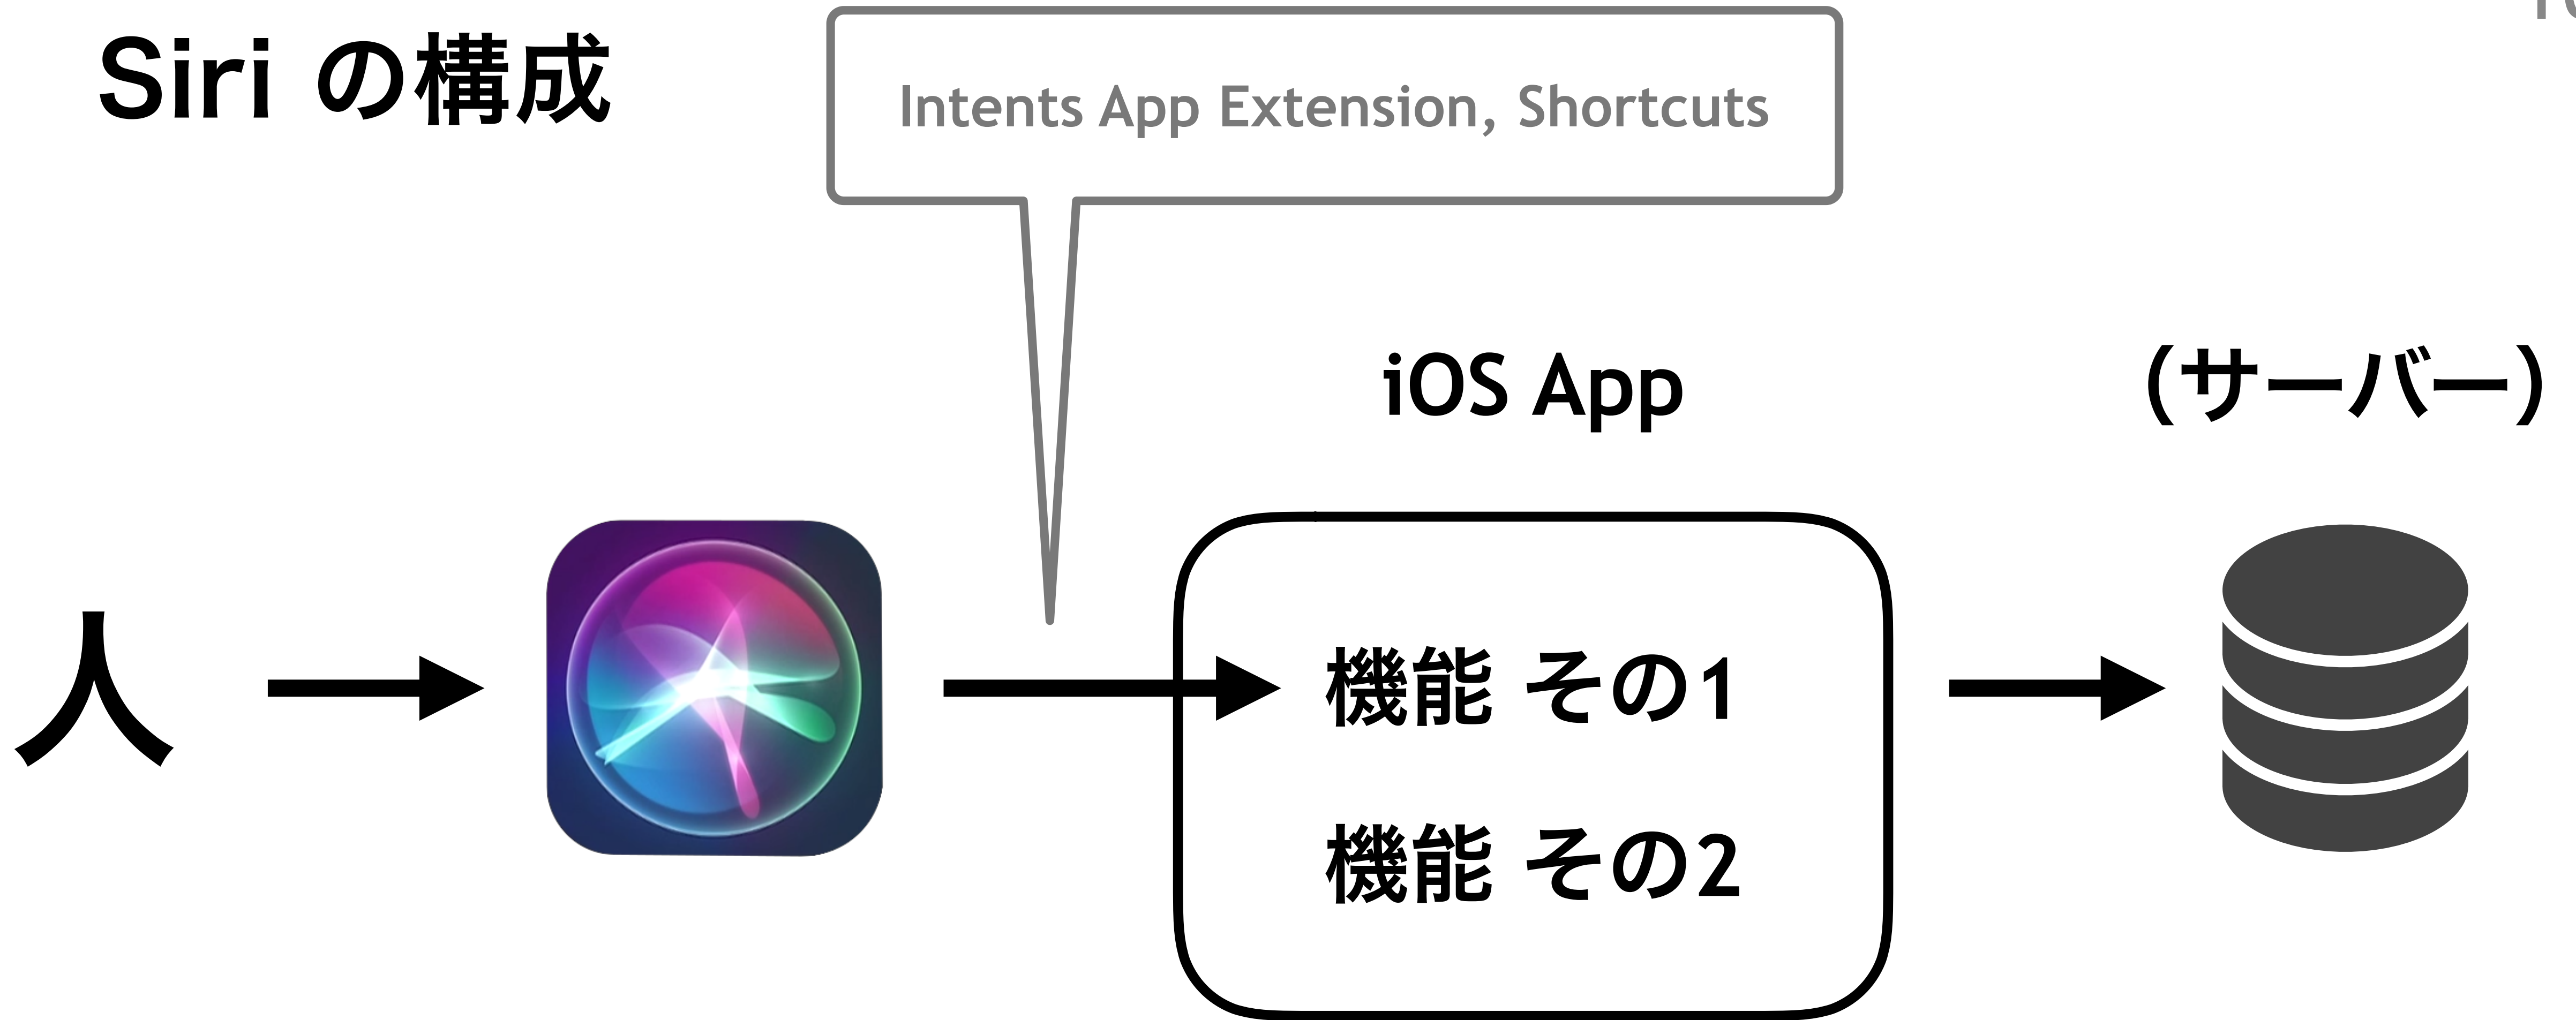 Siri の構成
Intents App Extension, Shortcuts
iOS App
(サーバー)
人
機能 その1
機能 その2